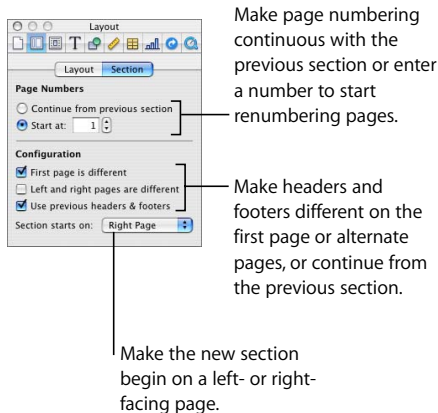 Layout
T
Layout Section
Page Numbers
Continue from previous section
Start at: 1
Configuration
First page is different
Left and right pages are different
Use previous headers & footers
Section starts on: Right Page
Make page numbering
continuous with the
previous section or enter
a number to start
renumbering pages.
Make headers and
footers different on the
first page or alternate
pages, or continue from
the previous section.
Make the new section
begin on a left- or right-
facing page.